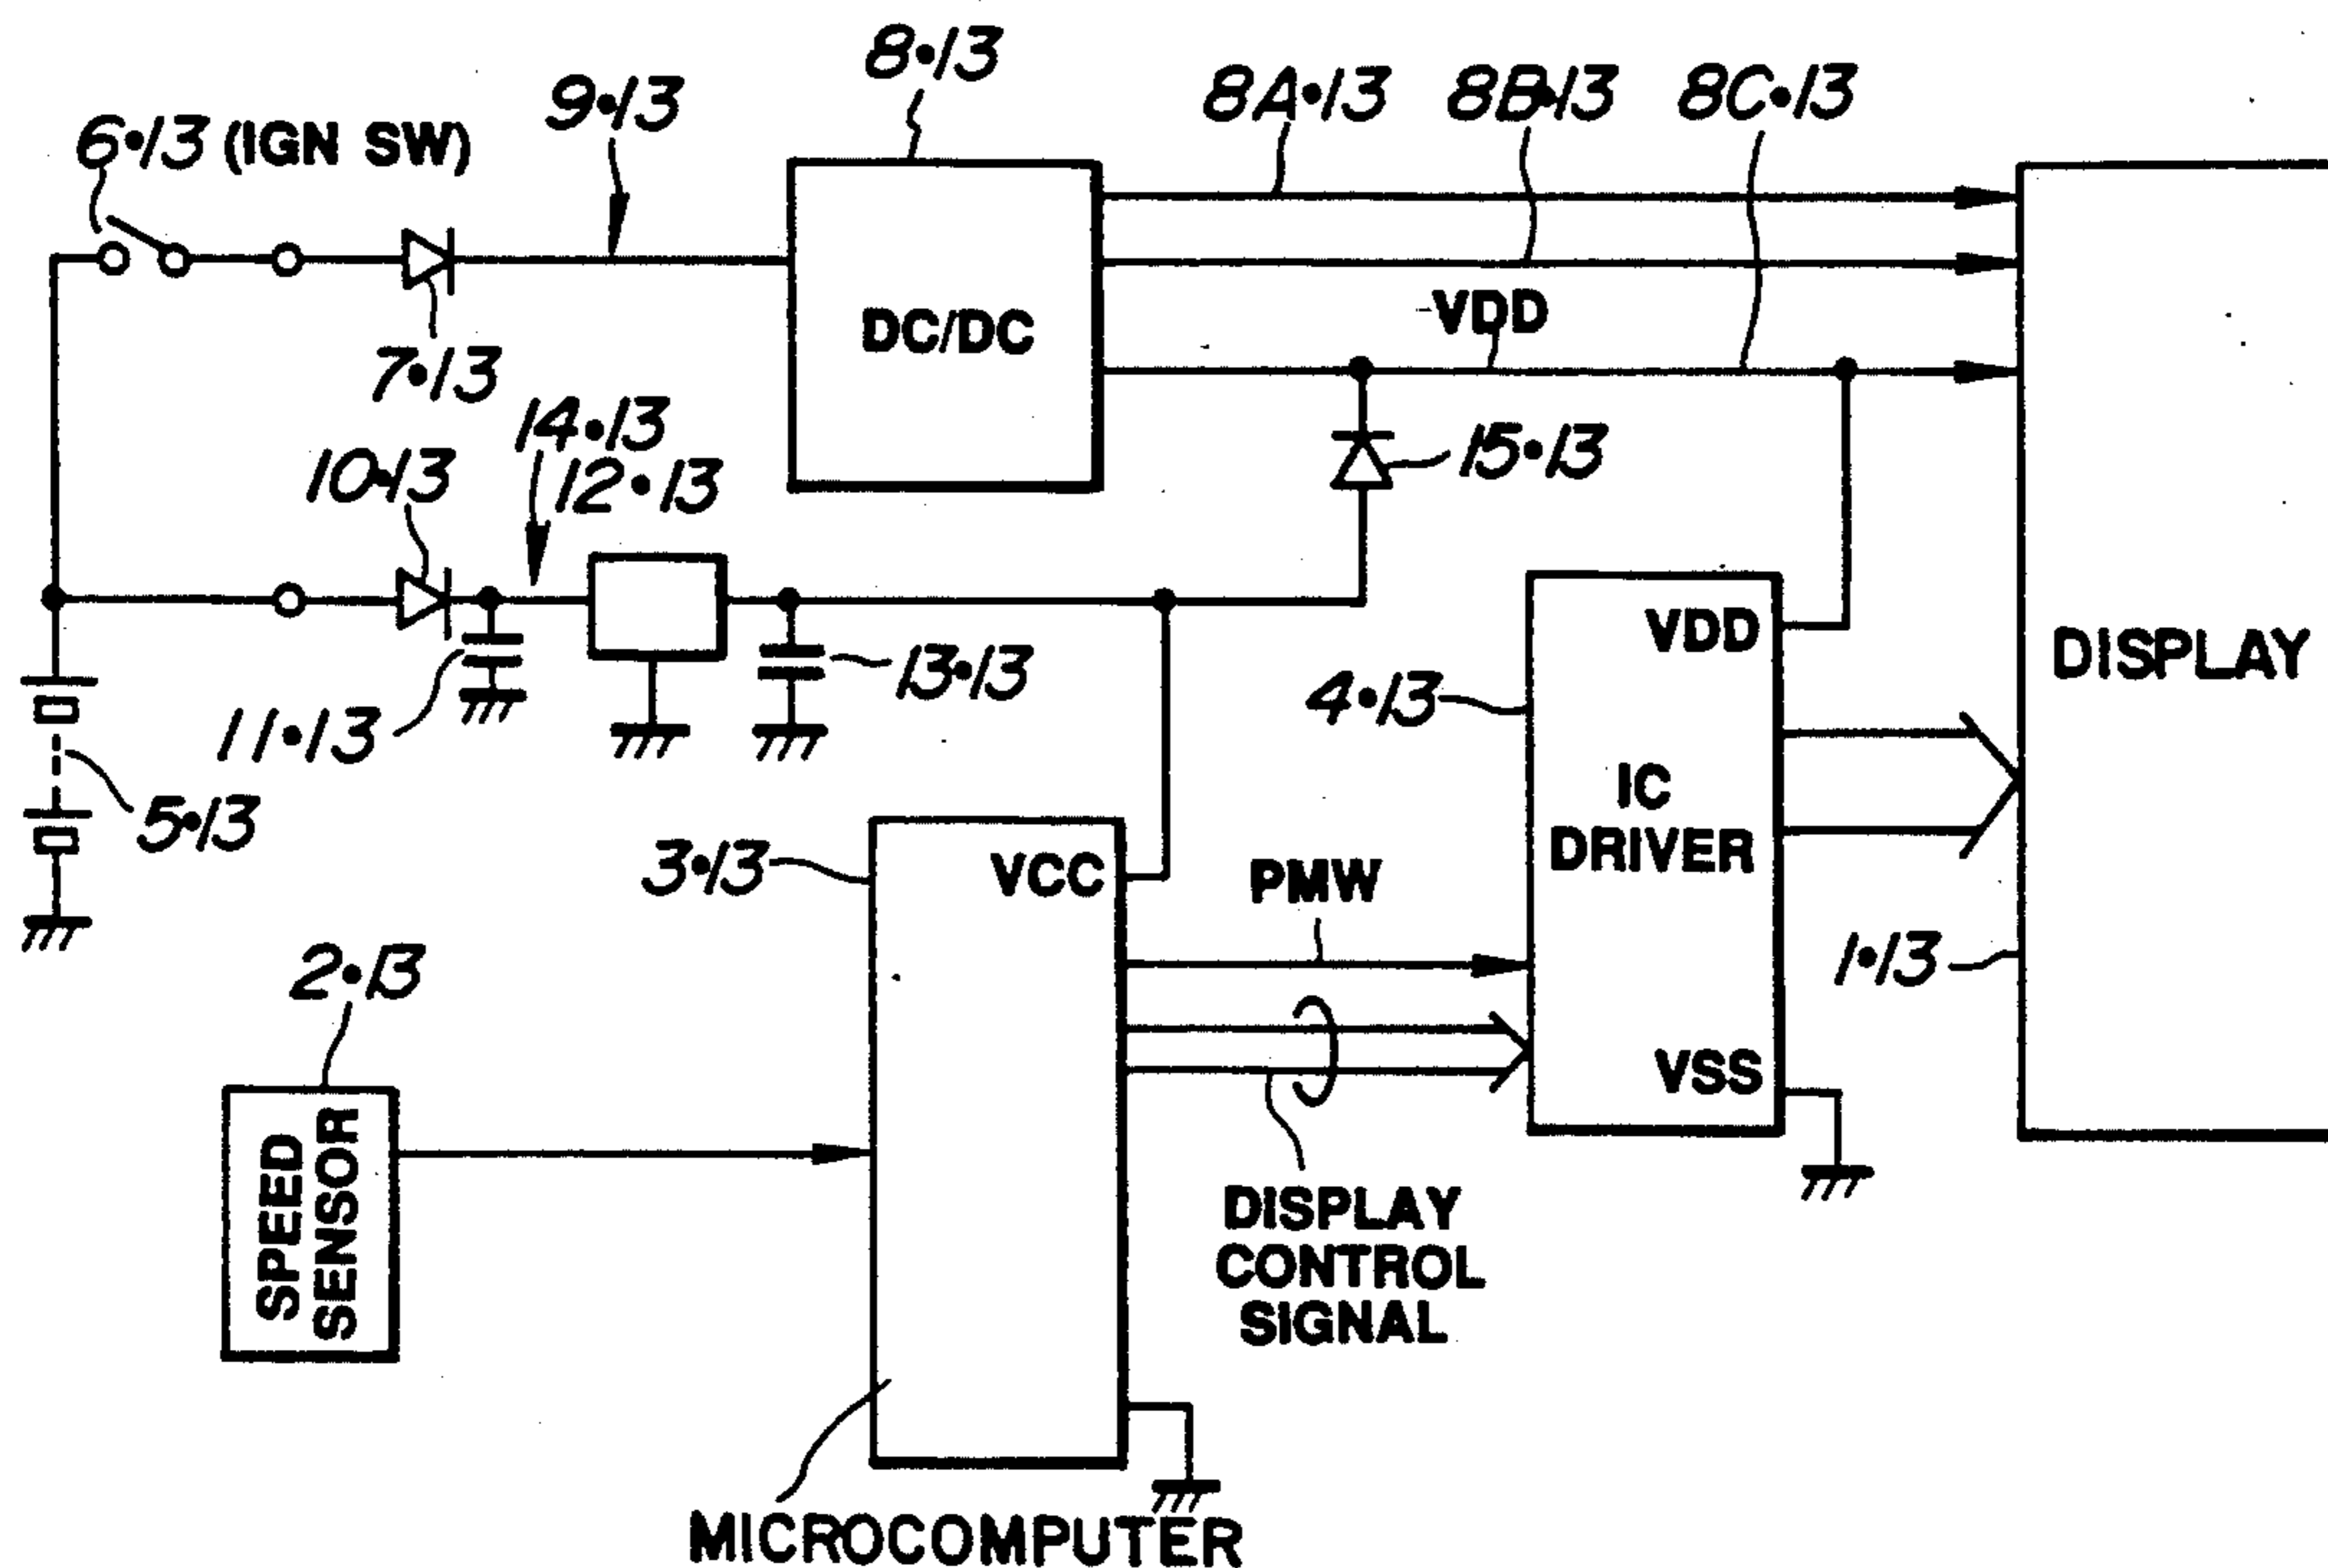 8•13
9•13
8A•13
8B•13
8C•13
6•13 (IGN SW)
DC/DC
VDD
7•13
14•13
10•13
12•13
15•13
VDD
DISPLAY
13•13
4•13
11•13
IC
DRIVER
5•13
3•13
VCC
PMW
1•13
2•13
VSS
SPEED
SENSOR
DISPLAY
CONTROL
SIGNAL
MICROCOMPUTER